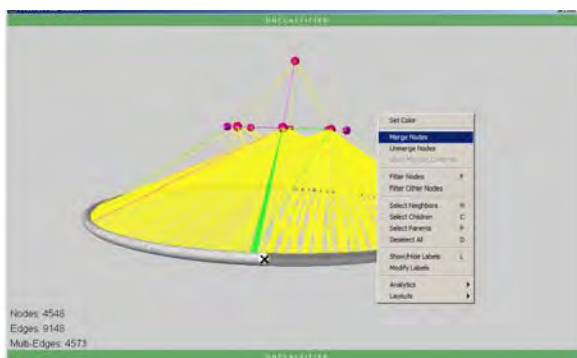 UNCLASSIFIED
Set Color
Merge Nodes
Unmerge Nodes
Filter Nodes F
Filter Other Nodes
Select Neighbors N
Select Children C
Select Parents P
Deselect All D
Show/Hide Labels L
Modify Labels
Analytics
Layouts
Nodes: 4548
Edges: 9148
Multi-Edges: 4573
UNCLASSIFIED